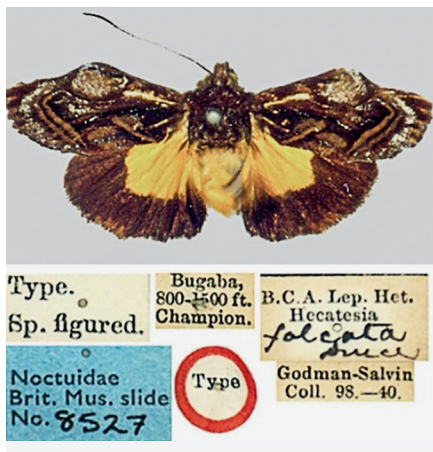 Type.
Sp. figured.
Bugaba,
800-1500 ft.
Champion.
B.C.A. Lep. Het.
Hecatesia
falcata
Druce
Noctuidae
Brit. Mus. slide
No. 8527
Type
Godman-Salvin
Coll. 98.—40.